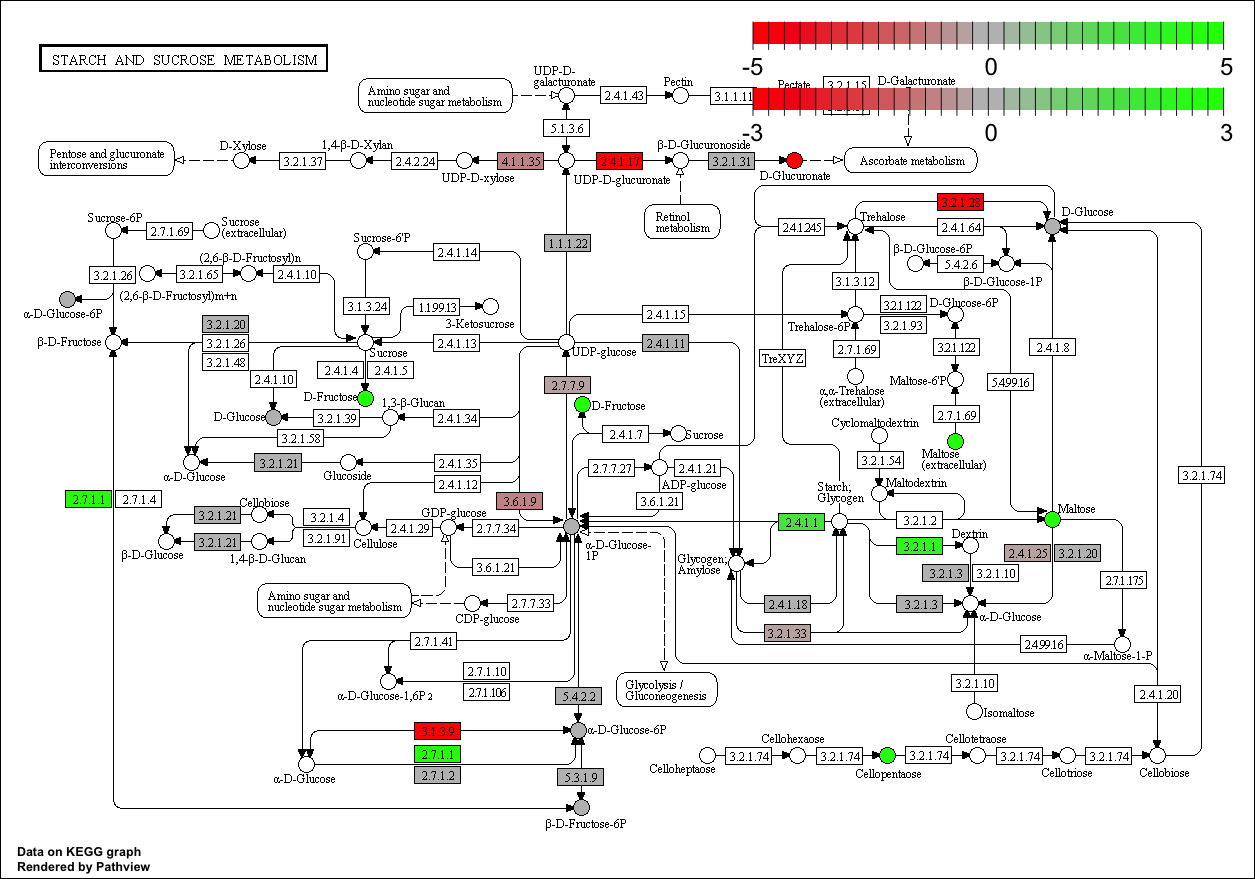 STARCH AND SUCROSE METABOLISM
-5 0 5
-3 0 3
Amino sugar and
nucleotide sugar metabolism
UDP-D-
galacturonate
2.4.1.43
Pectin
3.1.1.11
Pectate
3.2.1.15
D-Galacturonate
5.1.3.6
Pentose and glucuronate
interconversions
D-Xylose
3.2.1.37
1,4-β-D-Xylan
2.4.2.24
UDP-D-xylose
4.1.1.35
2.4.1.17
UDP-D-glucuronate
β-D-Glucuronoside
3.2.1.31
D-Glucuronate
Ascorbate metabolism
Retinol
metabolism
Sucrose-6P
2.7.1.69
Sucrose
(extracellular)
Sucrose-6'P
2.4.1.14
1.1.1.22
2.4.1.245
Trehalose
3.2.1.28
2.4.1.64
D-Glucose
β-D-Glucose-6P
5.4.2.6
β-D-Glucose-1P
3.2.1.26
3.2.1.65
(2,6-β-D-Fructosyl)n
2.4.1.10
(2,6-β-D-Fructosyl)m+n
α-D-Glucose-6P
3.1.3.24
1.1.99.13
3-Ketosucrose
3.1.3.12
2.4.1.15
Trehalose-6P
3.2.1.122
3.2.1.93
D-Glucose-6P
β-D-Fructose
3.2.1.20
3.2.1.26
3.2.1.48
Sucrose
2.4.1.13
UDP-glucose
2.4.1.11
TreXYZ
2.7.1.69
3.2.1.122
2.4.1.8
2.4.1.10
2.4.1.4
2.4.1.5
D-Fructose
2.7.7.9
D-Fructose
α,α-Trehalose
(extracellular)
Maltose-6'P
5.4.99.16
D-Glucose
3.2.1.39
1,3-β-Glucan
2.4.1.34
2.4.1.7
Sucrose
2.7.1.69
Cyclomaltodextrin
3.2.1.58
α-D-Glucose
3.2.1.21
Glucoside
2.4.1.35
2.4.1.12
2.7.7.27
ADP-glucose
2.4.1.21
3.6.1.21
3.2.1.54
Maltose
(extracellular)
3.2.1.74
2.7.1.1
2.7.1.4
Starch;
Glycogen
Maltodextrin
3.2.1.21
Cellobiose
3.2.1.4
3.2.1.91
Cellulose
2.4.1.29
GDP-glucose
2.7.7.34
3.6.1.9
α-D-Glucose-
1P
2.4.1.1
3.2.1.2
Maltose
β-D-Glucose
3.2.1.21
1,4-β-D-Glucan
3.6.1.21
Glycogen;
Amylose
3.2.1.1
Dextrin
2.4.1.25
3.2.1.20
3.2.1.3
3.2.1.10
2.7.1.175
Amino sugar and
nucleotide sugar metabolism
CDP-glucose
2.7.7.33
2.4.1.18
3.2.1.3
α-D-Glucose
3.2.1.33
2.4.99.16
α-Maltose-1-P
2.7.1.41
α-D-Glucose-1,6P2
2.7.1.10
2.7.1.106
5.4.2.2
Glycolysis /
Gluconeogenesis
3.2.1.10
Isomaltose
2.4.1.20
3.1.3.9
α-D-Glucose-6P
2.7.1.1
2.7.1.2
α-D-Glucose
5.3.1.9
β-D-Fructose-6P
Celloheptaose
3.2.1.74
Cellohexaose
3.2.1.74
Cellopentaose
3.2.1.74
Cellotetraose
3.2.1.74
Cellotriose
3.2.1.74
Cellobiose
Data on KEGG graph
Rendered by Pathview